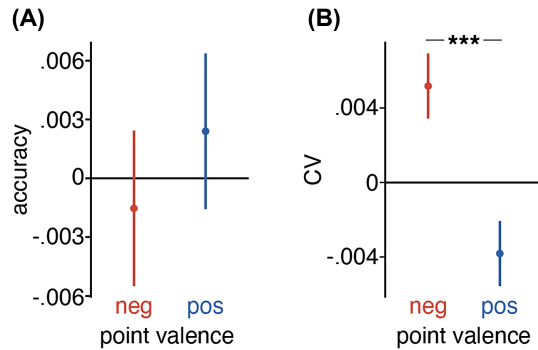 (A)
accuracy
.006
.003
0
-.003
-.006
neg pos
point valence
(B)
***
CV
.004
0
-.004
neg pos
point valence